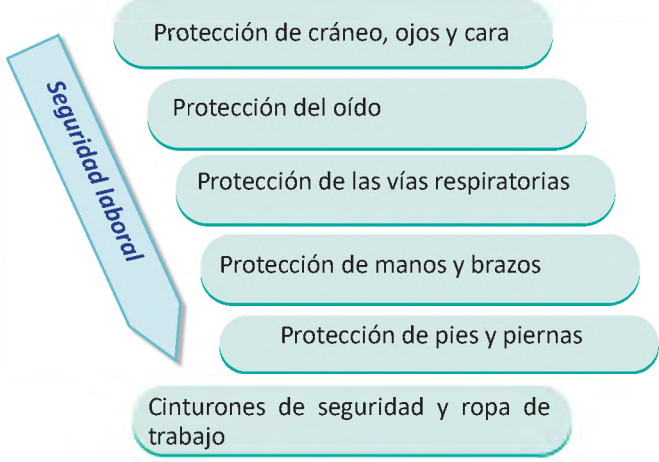 Protección de cráneo, ojos y cara
Protección del oído
Seguridad laboral
Protección de las vías respiratorias
Protección de manos y brazos
Protección de pies y piernas
Cinturones de seguridad y ropa de
trabajo